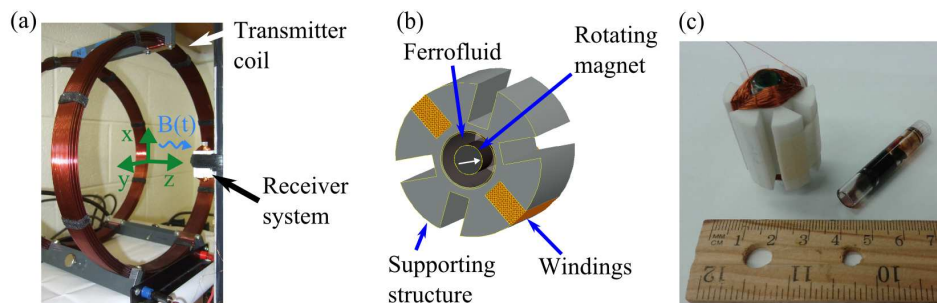 (a)
Transmitter
coil
B(t)
x
y
z
Receiver
system
(b)
Ferrofluid
Rotating
magnet
Supporting
structure
Windings
(c)
MM
CM
1 2 3 4 5 6 7
12 11 10